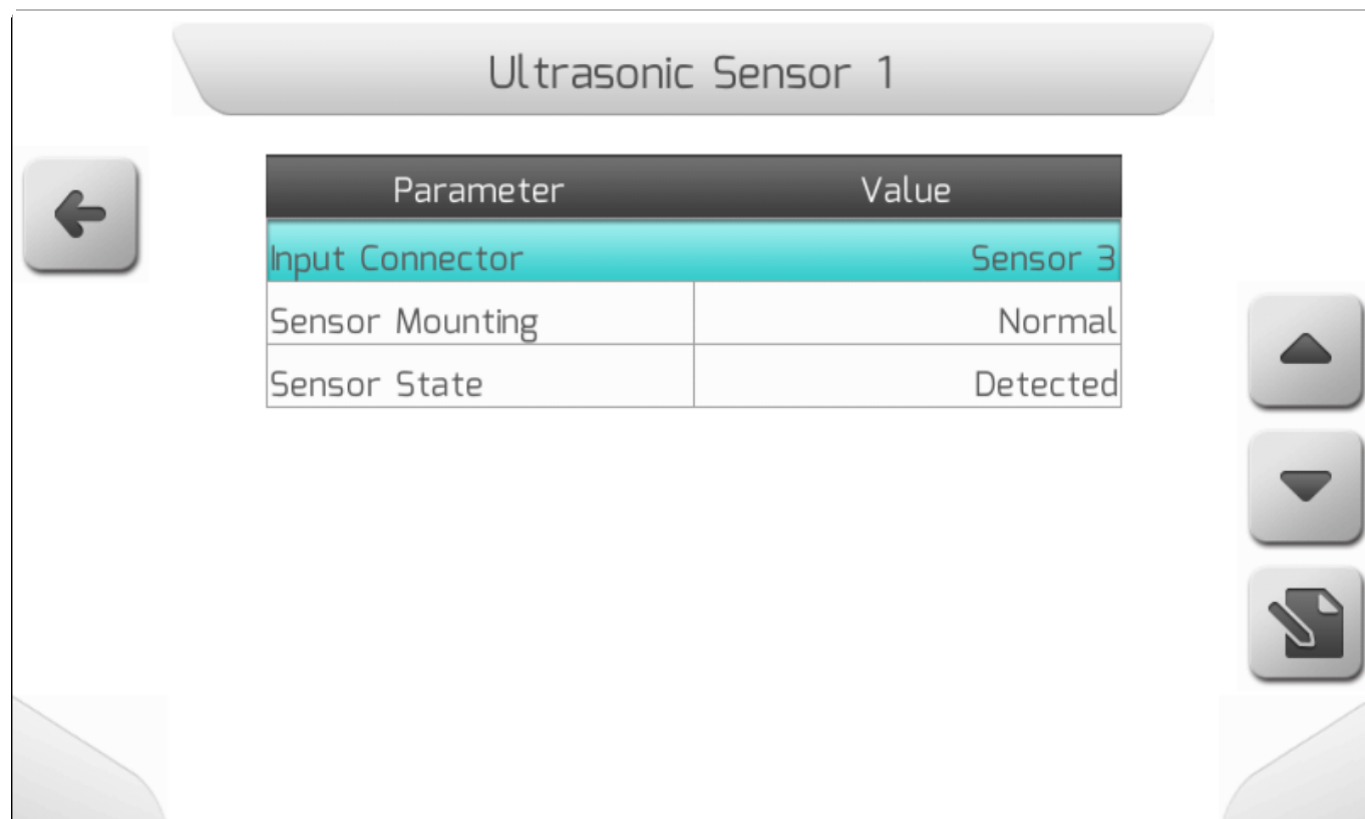 Ultrasonic Sensor 1
Parameter Value
Input Connector Sensor 3
Sensor Mounting Normal
Sensor State Detected